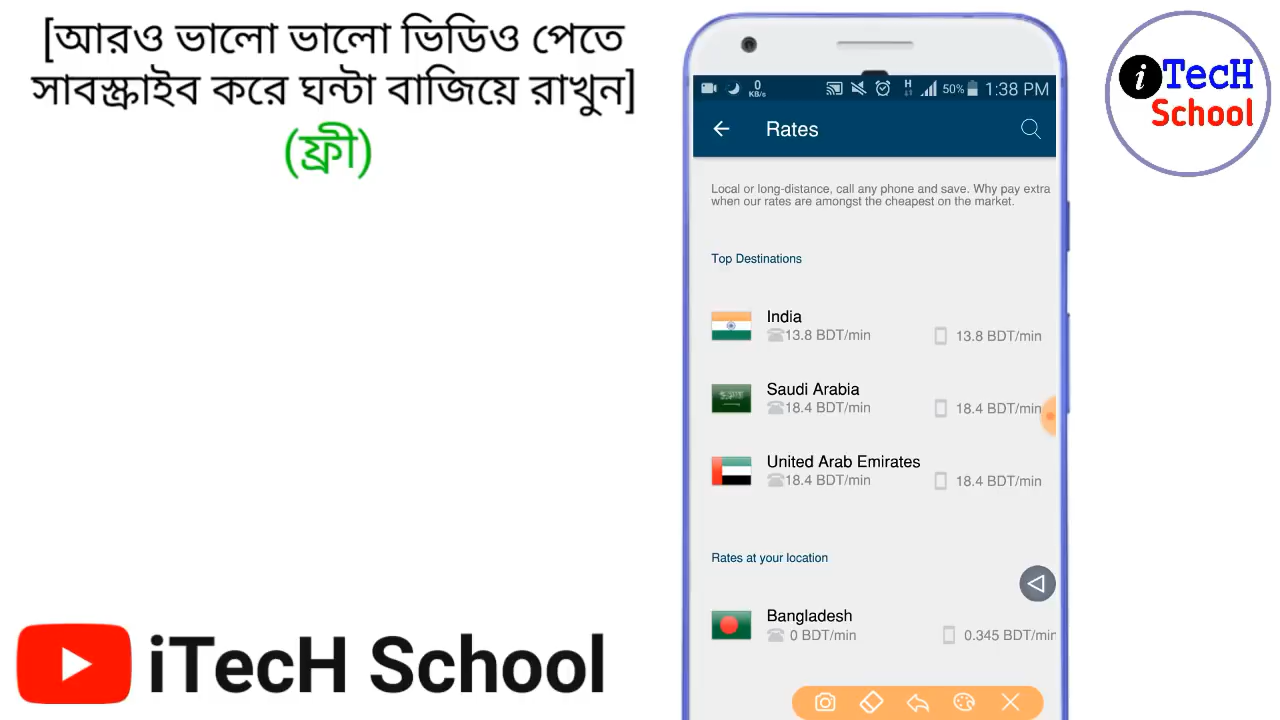 [আরও ভালো ভালো ভিডিও পেতে
সাবস্ক্রাইব করে ঘন্টা বাজিয়ে রাখুন]
(ফ্রী)
iTecH School
0
KB/s
H
50%
1:38 PM
Rates
Local or long-distance, call any phone and save. Why pay extra
when our rates are amongst the cheapest on the market.
Top Destinations
India
13.8 BDT/min 13.8 BDT/min
Saudi Arabia
18.4 BDT/min 18.4 BDT/min
United Arab Emirates
18.4 BDT/min 18.4 BDT/min
Rates at your location
Bangladesh
0 BDT/min 0.345 BDT/min
i TecH
School